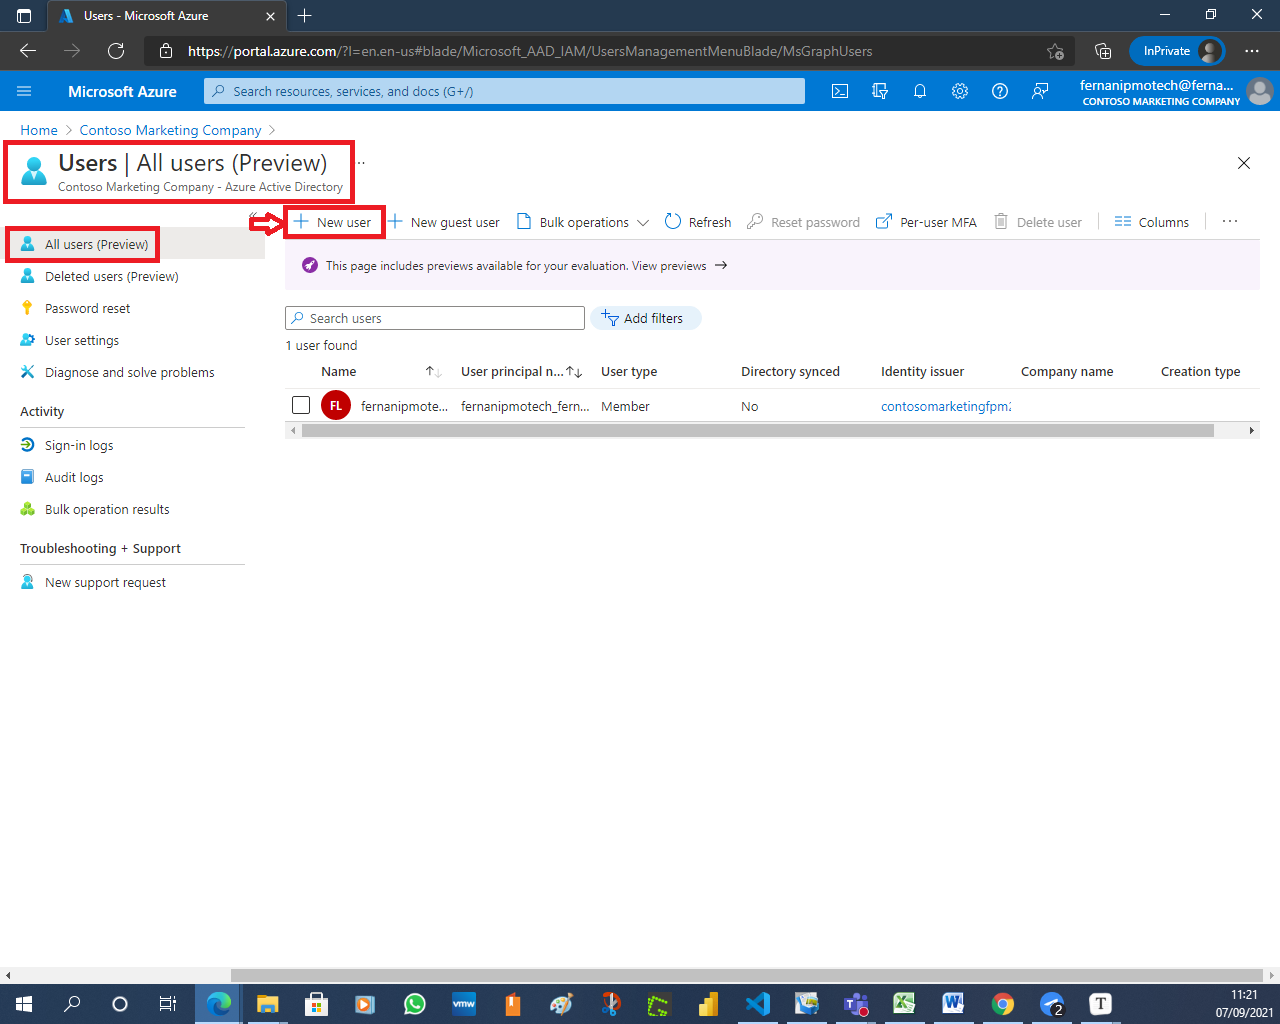 Users - Microsoft Azure
https://portal.azure.com/?l=en.en-us#blade/Microsoft_AAD_IAM/UsersManagementMenuBlade/MsGraphUsers
InPrivate
Microsoft Azure
Search resources, services, and docs (G+/)
fernanipmotech@ferna...
CONTOSO MARKETING COMPANY
Home > Contoso Marketing Company >
Users | All users (Preview)
Contoso Marketing Company - Azure Active Directory
All users (Preview)
Deleted users (Preview)
Password reset
User settings
Diagnose and solve problems
Activity
Sign-in logs
Audit logs
Bulk operation results
Troubleshooting + Support
New support request
New user
New guest user
Bulk operations
Refresh
Reset password
Per-user MFA
Delete user
Columns
This page includes previews available for your evaluation. View previews →
Search users
Add filters
1 user found
Name
User principal n...
User type
Directory synced
Identity issuer
Company name
Creation type
FL
fernanipmote...
fernanipmotech_fern...
Member
No
contosomarketingfpm
vmw
2
T
11:21
07/09/2021